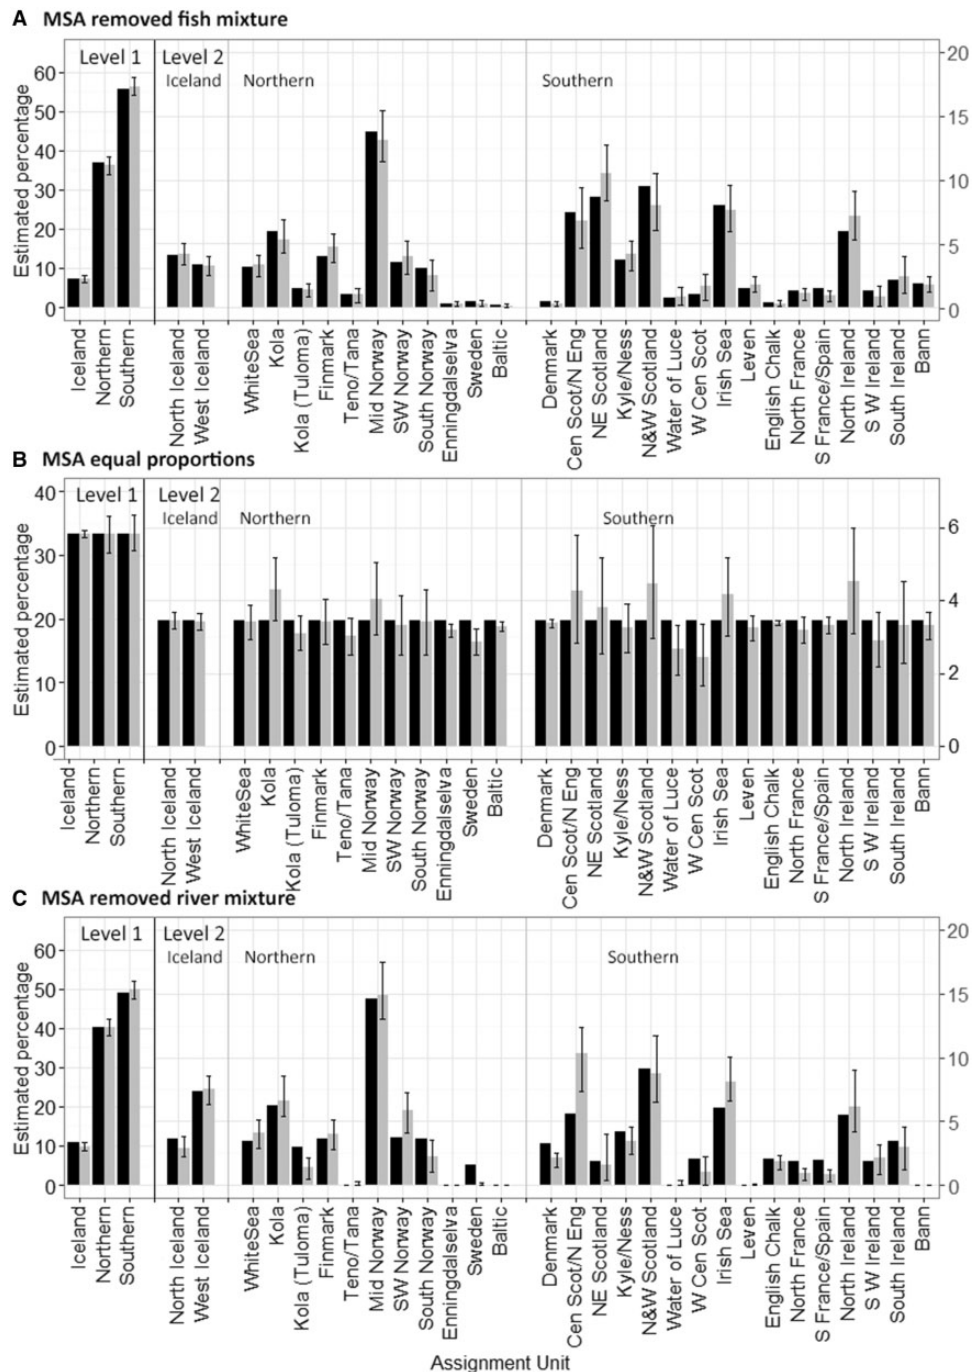 A MSA removed fish mixture
Level 1 Level 2
Iceland Northern Southern
Estimated percentage
60
50
40
30
20
10
0
20
15
10
5
0
Iceland
Northern
Southern
North Iceland
West Iceland
WhiteSea
Kola
Kola (Tuloma)
Finmark
Teno/Tana
Mid Norway
SW Norway
South Norway
Enningdalselva
Sweden
Baltic
Denmark
Cen Scot/N Eng
NE Scotland
Kyle/Ness
N&W Scotland
Water of Luce
W Cen Scot
Irish Sea
Leven
English Chalk
North France
S France/Spain
North Ireland
S W Ireland
South Ireland
Bann
B MSA equal proportions
Level 1 Level 2
Iceland Northern Southern
Estimated percentage
40
30
20
10
0
6
4
2
0
Iceland
Northern
Southern
North Iceland
West Iceland
WhiteSea
Kola
Kola (Tuloma)
Finmark
Teno/Tana
Mid Norway
SW Norway
South Norway
Enningdalselva
Sweden
Baltic
Denmark
Cen Scot/N Eng
NE Scotland
Kyle/Ness
N&W Scotland
Water of Luce
W Cen Scot
Irish Sea
Leven
English Chalk
North France
S France/Spain
North Ireland
S W Ireland
South Ireland
Bann
C MSA removed river mixture
Level 1 Level 2
Iceland Northern Southern
Estimated percentage
60
50
40
30
20
10
0
20
15
10
5
0
Iceland
Northern
Southern
North Iceland
West Iceland
WhiteSea
Kola
Kola (Tuloma)
Finmark
Teno/Tana
Mid Norway
SW Norway
South Norway
Enningdalselva
Sweden
Baltic
Denmark
Cen Scot/N Eng
NE Scotland
Kyle/Ness
N&W Scotland
Water of Luce
W Cen Scot
Irish Sea
Leven
English Chalk
North France
S France/Spain
North Ireland
S W Ireland
South Ireland
Bann
Assignment Unit